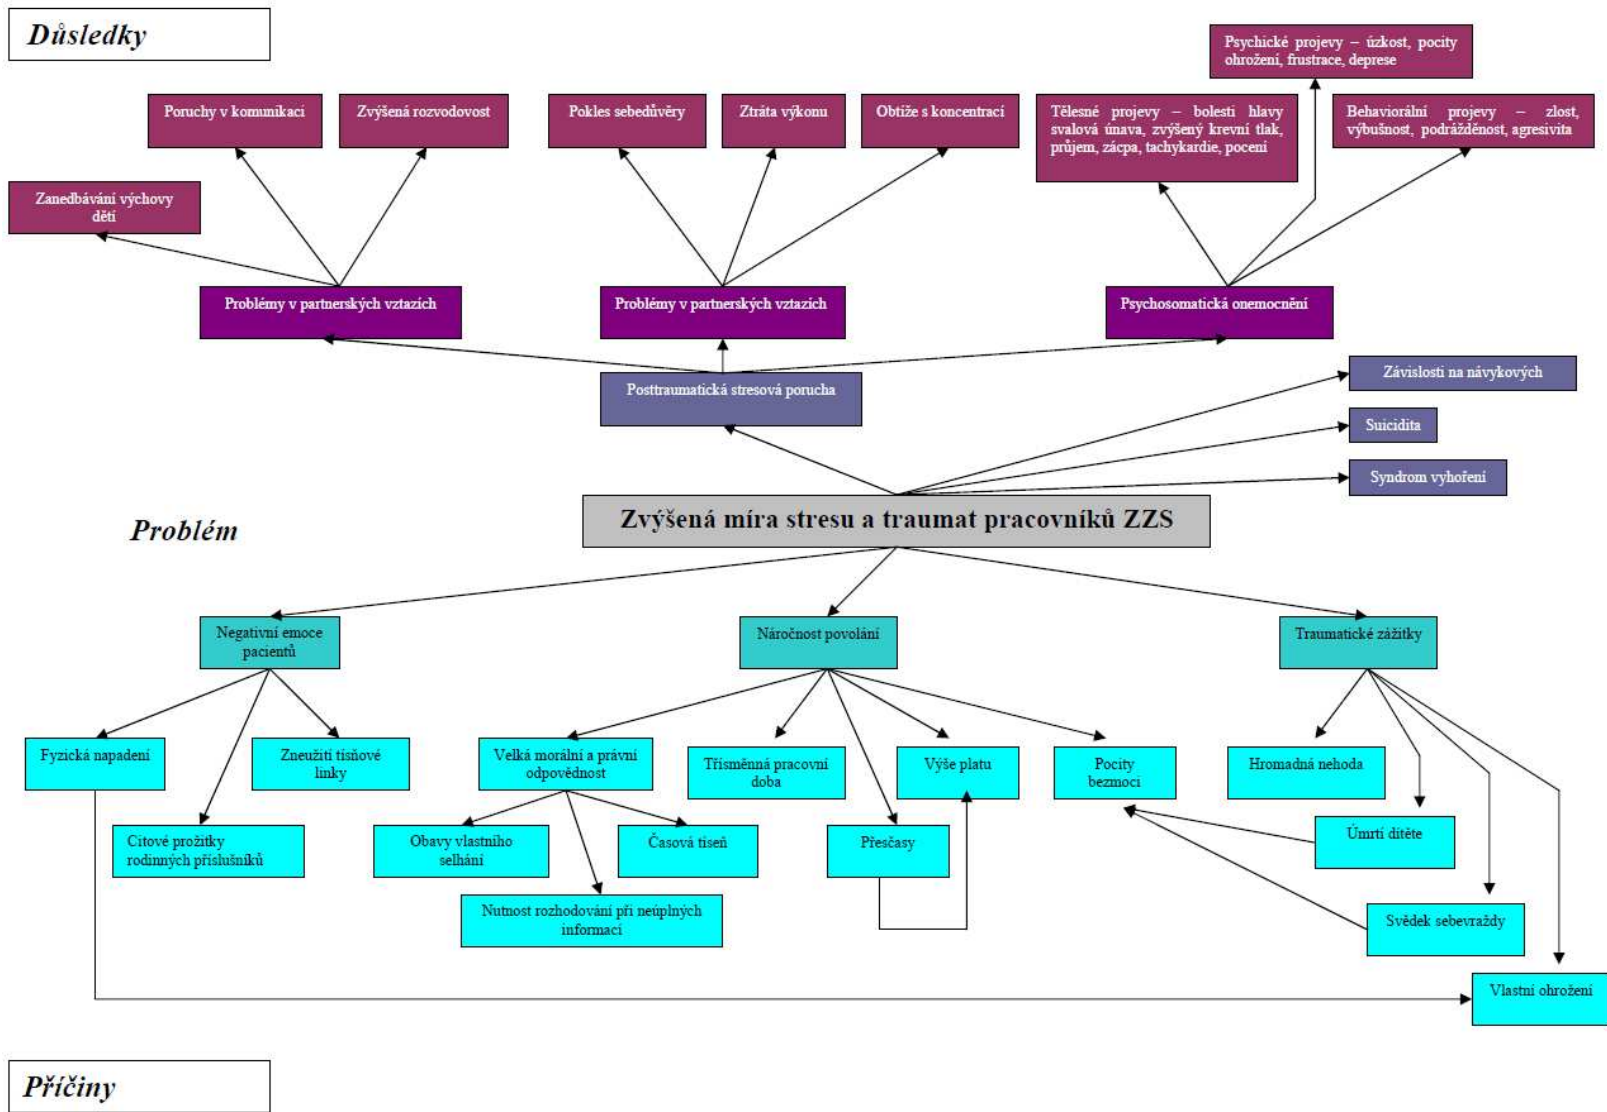 Důsledky
Psychické projevy – úzkost, pocity
ohrožení, frustrace, deprese
Poruchy v komunikaci
Zvýšená rozvodovost
Pokles sebedůvěry
Ztráta výkonu
Obtíže s koncentrací
Tělesné projevy – bolesti hlavy
svalová únava, zvýšený krevní tlak,
průjem, zácpa, tachykardie, pocení
Behaviorální projevy – zlost,
výbušnost, podrážděnost, agresivita
Zanedbávání výchovy
dětí
Problémy v partnerských vztazích
Problémy v partnerských vztazích
Psychosomatická onemocnění
Posttraumatická stresová porucha
Závislosti na návykových
Suicidita
Syndrom vyhoření
Zvýšená míra stresu a traumat pracovníků ZZS
Problém
Negativní emoce
pacientů
Náročnost povolání
Traumatické zážitky
Fyzická napadení
Zneužití tísňové
linky
Velká morální a právní
odpovědnost
Třísměnná pracovní
doba
Výše platu
Pocity
bezmoci
Hromadná nehoda
Citové prožitky
rodinných příslušníků
Obavy vlastního
selhání
Časová tíseň
Přesčasy
Úmrtí dítěte
Nutnost rozhodování při neúplných
informací
Svědek sebevraždy
Vlastní ohrožení
Příčiny